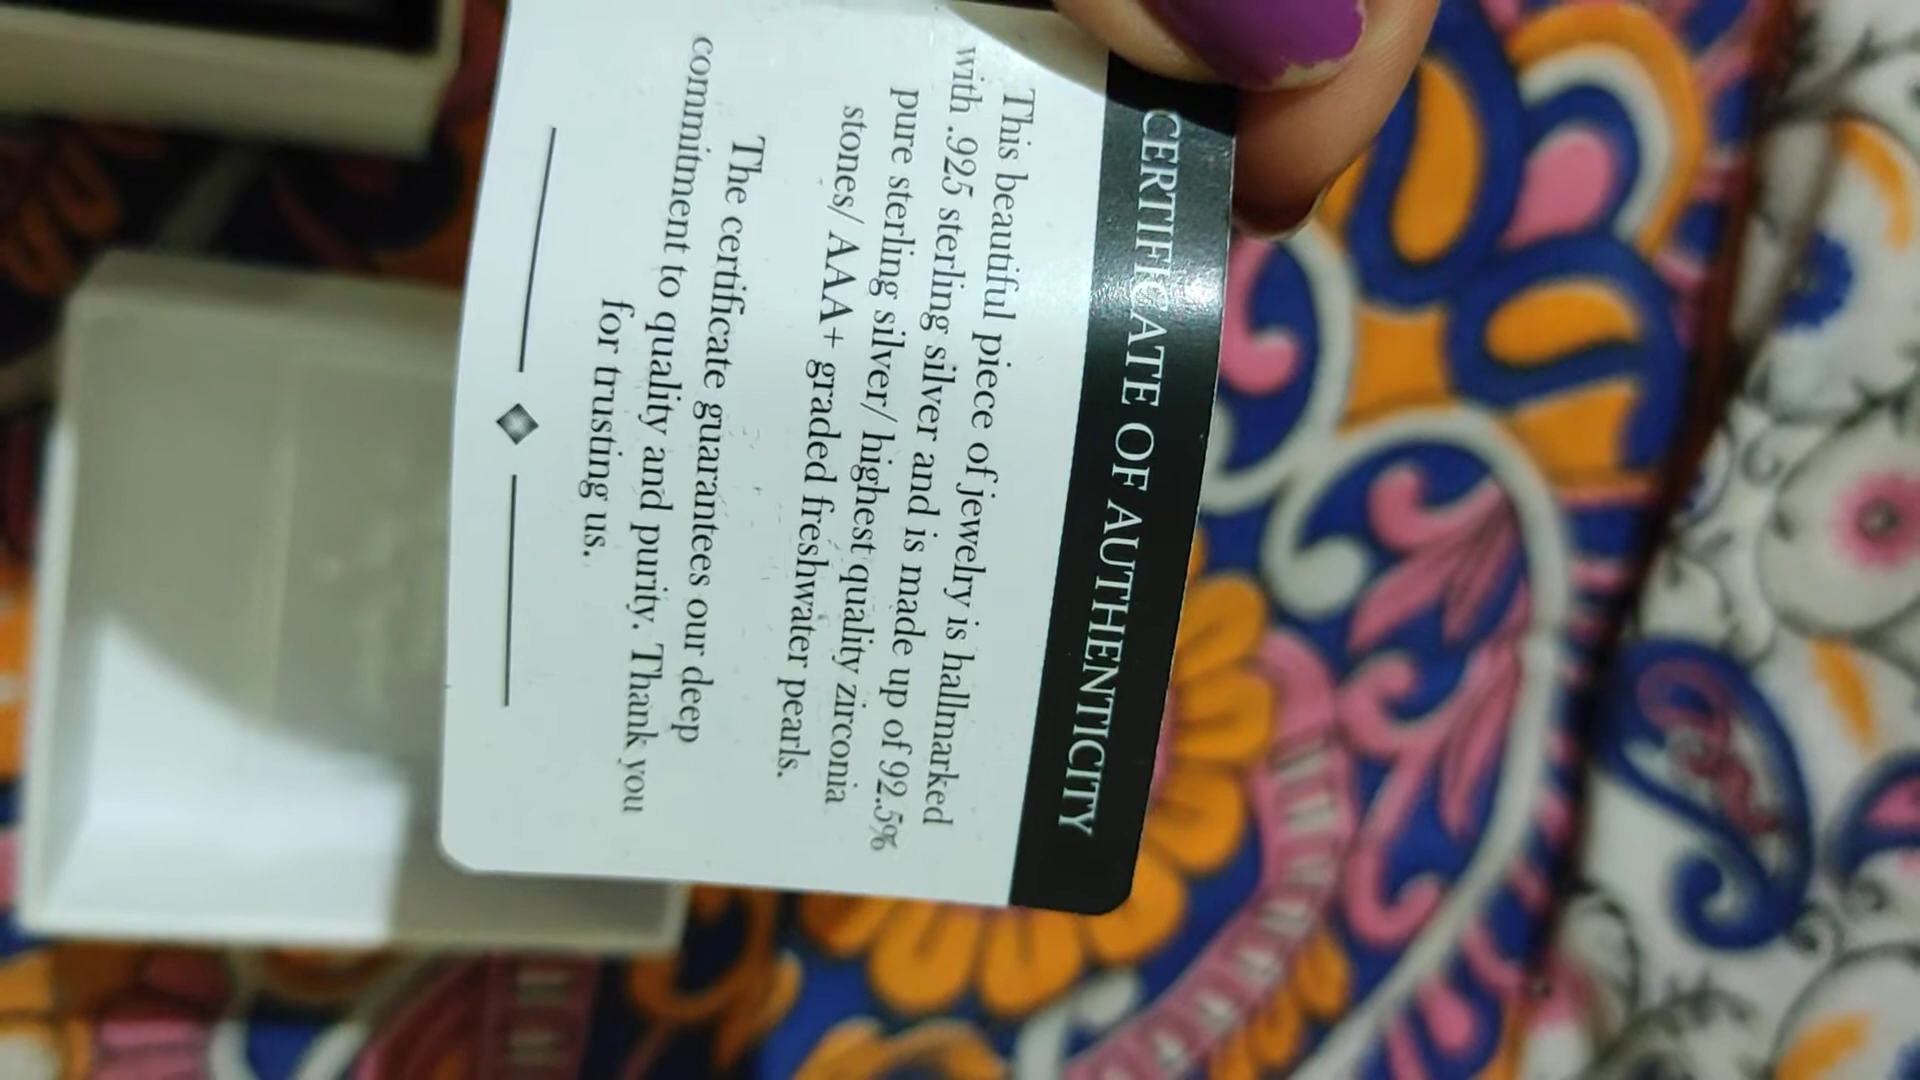 CERTIFICATE OF AUTHENTICITY
This beautiful piece of jewelry is hallmarked
with .925 sterling silver and is made up of 92.5%
pure sterling silver/ highest quality zirconia
stones/ AAA+ graded freshwater pearls.
The certificate guarantees our deep
commitment to quality and purity. Thank you
for trusting us.